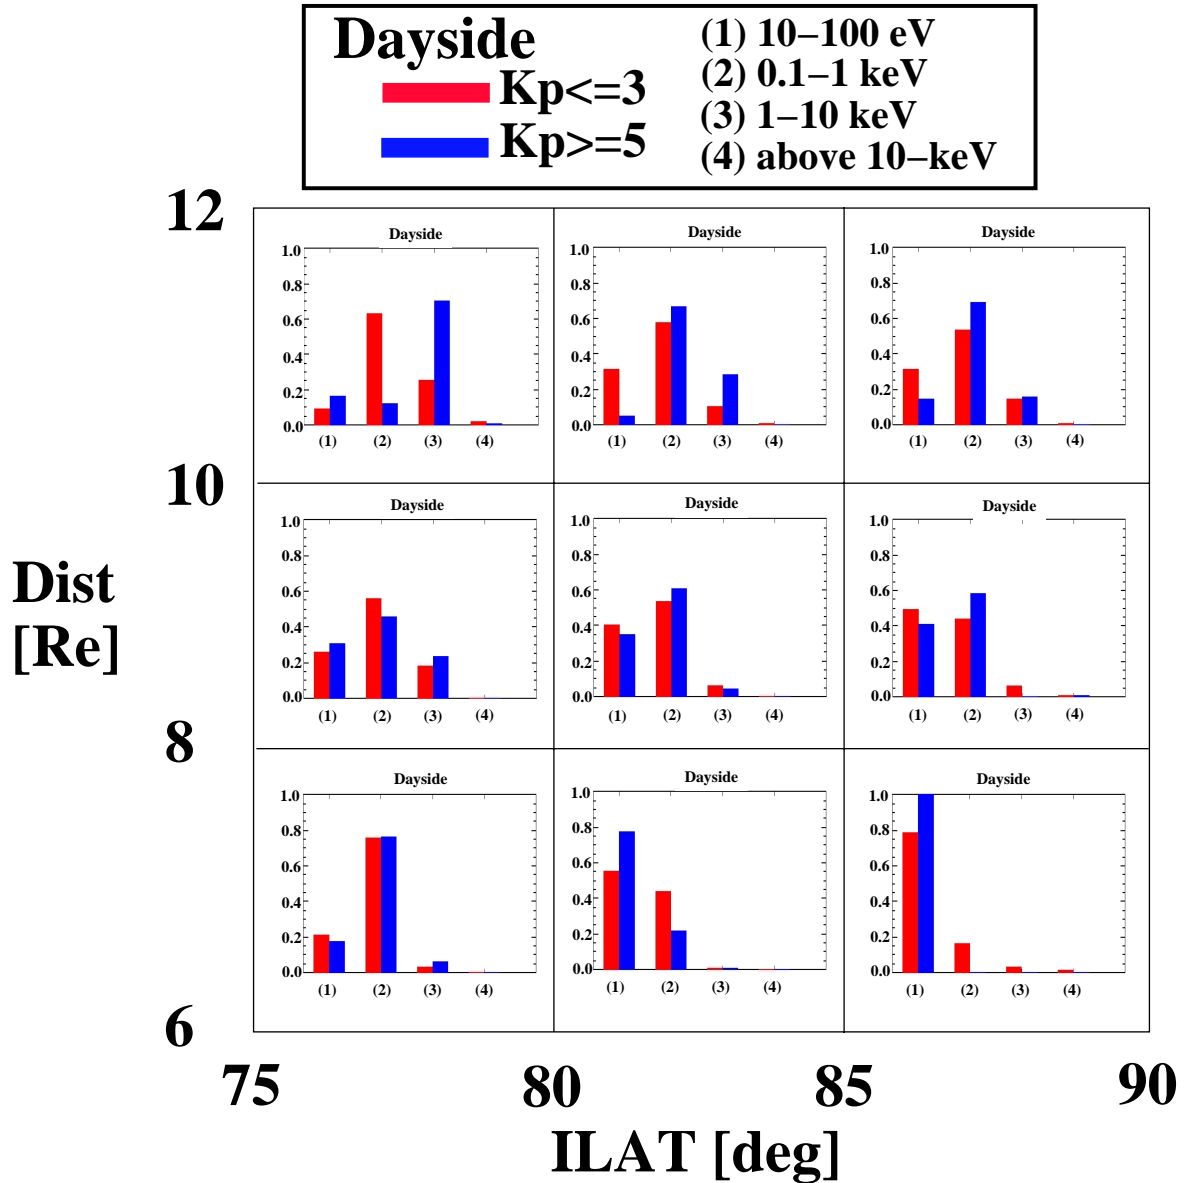 Dayside
Kp<=3
Kp>=5
(1) 10–100 eV
(2) 0.1–1 keV
(3) 1–10 keV
(4) above 10–keV
12
10
8
6
Dist
[Re]
Dayside
1.0
0.8
0.6
0.4
0.2
0.0
(1) (2) (3) (4)
Dayside
1.0
0.8
0.6
0.4
0.2
0.0
(1) (2) (3) (4)
Dayside
1.0
0.8
0.6
0.4
0.2
0.0
(1) (2) (3) (4)
Dayside
1.0
0.8
0.6
0.4
0.2
0.0
(1) (2) (3) (4)
Dayside
1.0
0.8
0.6
0.4
0.2
0.0
(1) (2) (3) (4)
Dayside
1.0
0.8
0.6
0.4
0.2
0.0
(1) (2) (3) (4)
Dayside
1.0
0.8
0.6
0.4
0.2
0.0
(1) (2) (3) (4)
Dayside
1.0
0.8
0.6
0.4
0.2
0.0
(1) (2) (3) (4)
Dayside
1.0
0.8
0.6
0.4
0.2
0.0
(1) (2) (3) (4)
75 80 85 90
ILAT [deg]